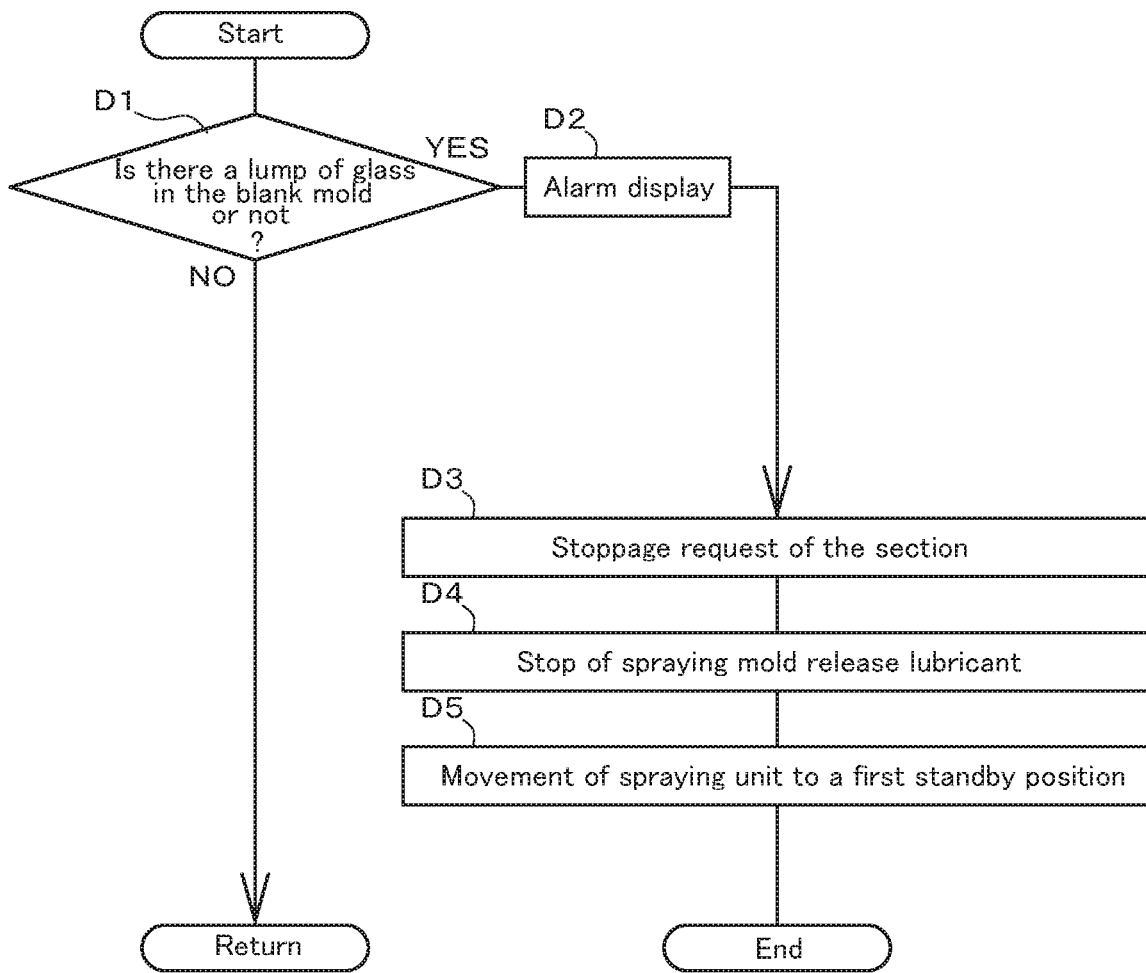 Start
D1
Is there a lump of glass
in the blank mold
or not
?
YES
NO
D2
Alarm display
D3
Stoppage request of the section
D4
Stop of spraying mold release lubricant
D5
Movement of spraying unit to a first standby position
Return
End